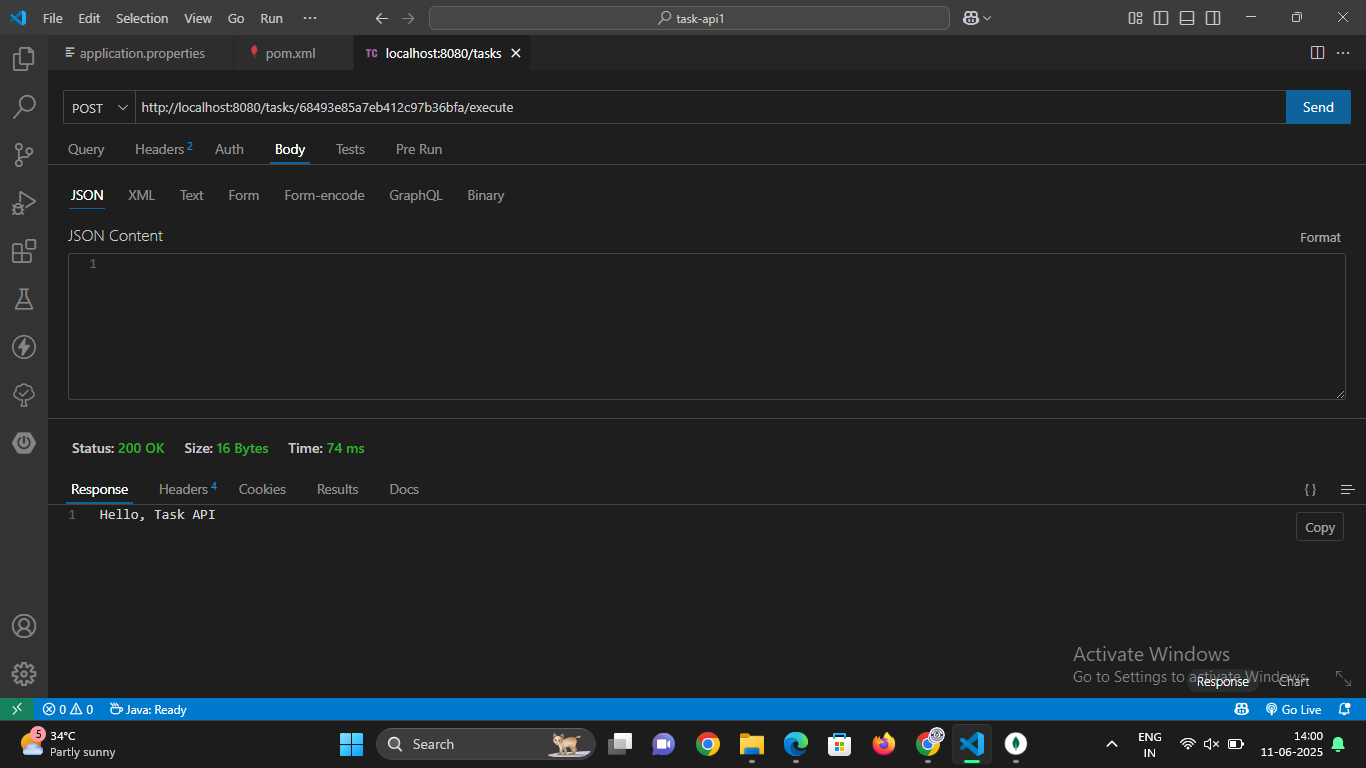 File Edit Selection View Go Run ··· task-api1
application.properties pom.xml TC localhost:8080/tasks
POST http://localhost:8080/tasks/68493e85a7eb412c97b36bfa/execute Send
Query Headers 2 Auth Body Tests Pre Run
JSON XML Text Form Form-encode GraphQL Binary
JSON Content Format
1
Status: 200 OK Size: 16 Bytes Time: 74 ms
Response Headers 4 Cookies Results Docs { }
1 Hello, Task API
Copy
Activate Windows
Go to Settings to activate Windows.
Response Chart
0 0 Java: Ready Go Live
5 34°C
Partly sunny
Search
ENG
IN
14:00
11-06-2025